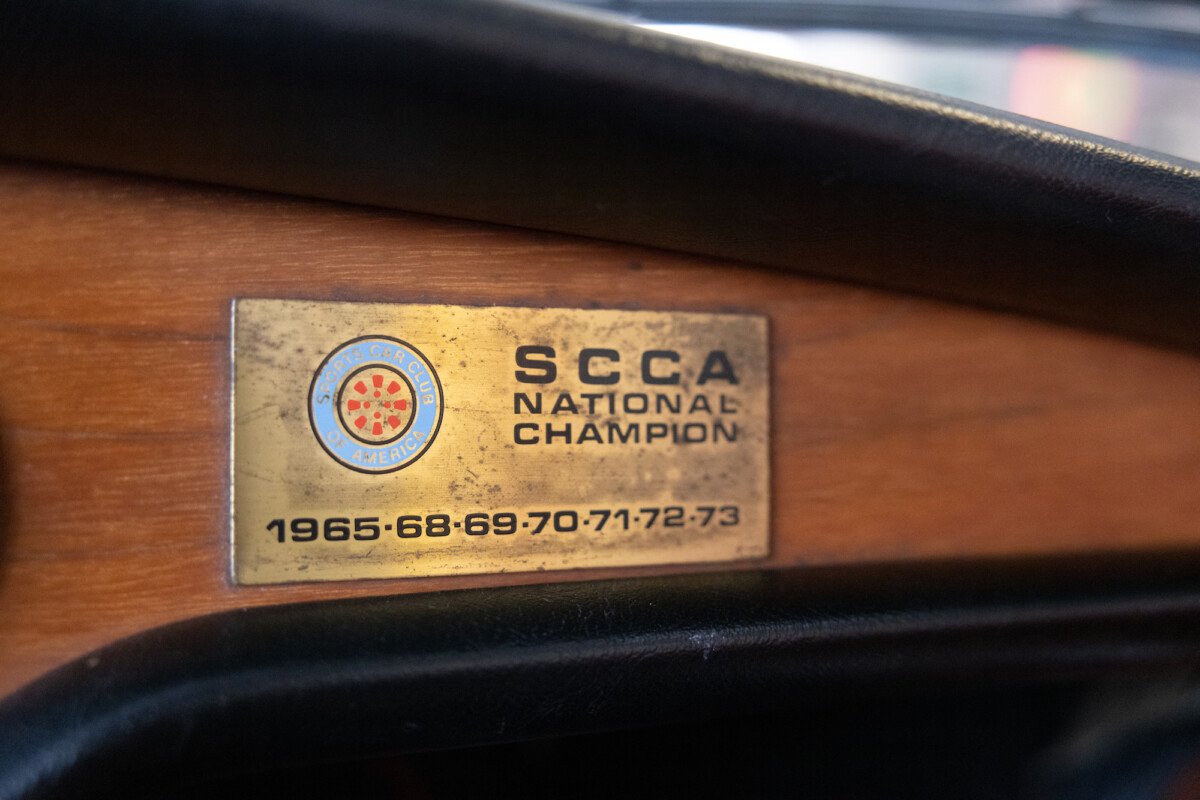 SPORTS CAR CLUB
OF AMERICA
SCCA
NATIONAL
CHAMPION
1965·68·69·70·71·72·73